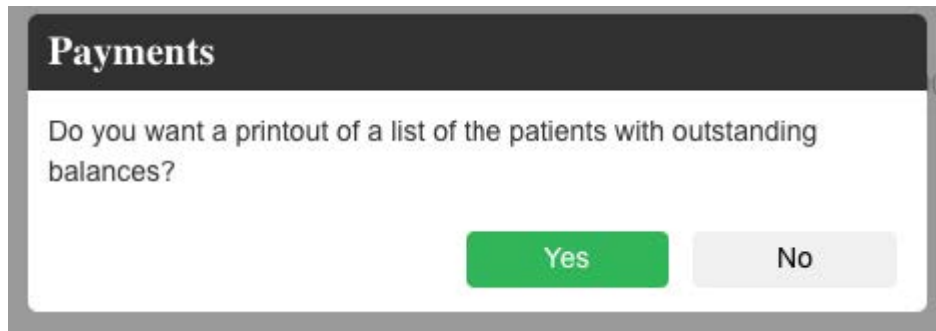 Payments
Do you want a printout of a list of the patients with outstanding
balances?
Yes No